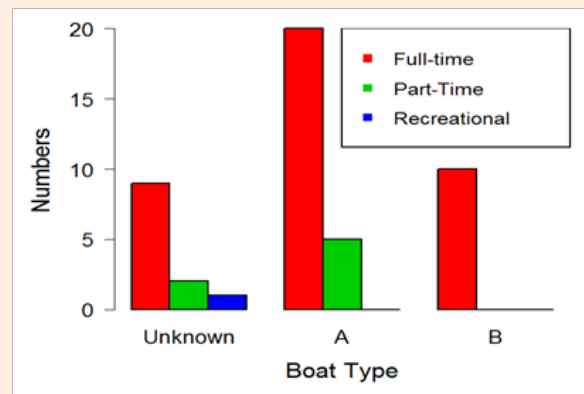 20
15
10
5
0
Numbers
Full-time
Part-Time
Recreational
Unknown
A
B
Boat Type